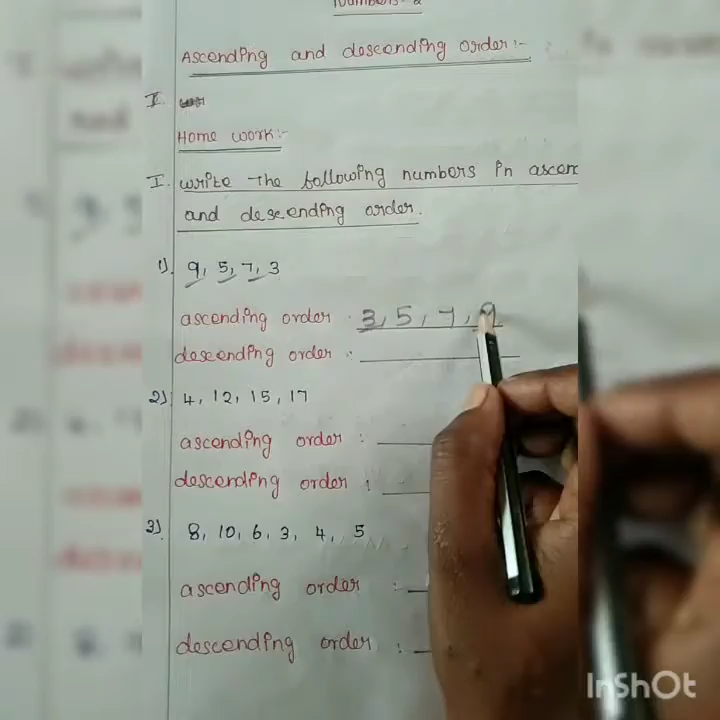 Numbers-2
Ascending and descending order:-
I.
Home work:-
I. write the following numbers in ascen
and descending order.
1) 9, 5, 7, 3
ascending order : 3, 5, 7, 9
descending order :
2) 4, 12, 15, 17
ascending order :
descending order :
3) 8, 10, 6, 3, 4, 5
ascending order :-
descending order :
InShOt